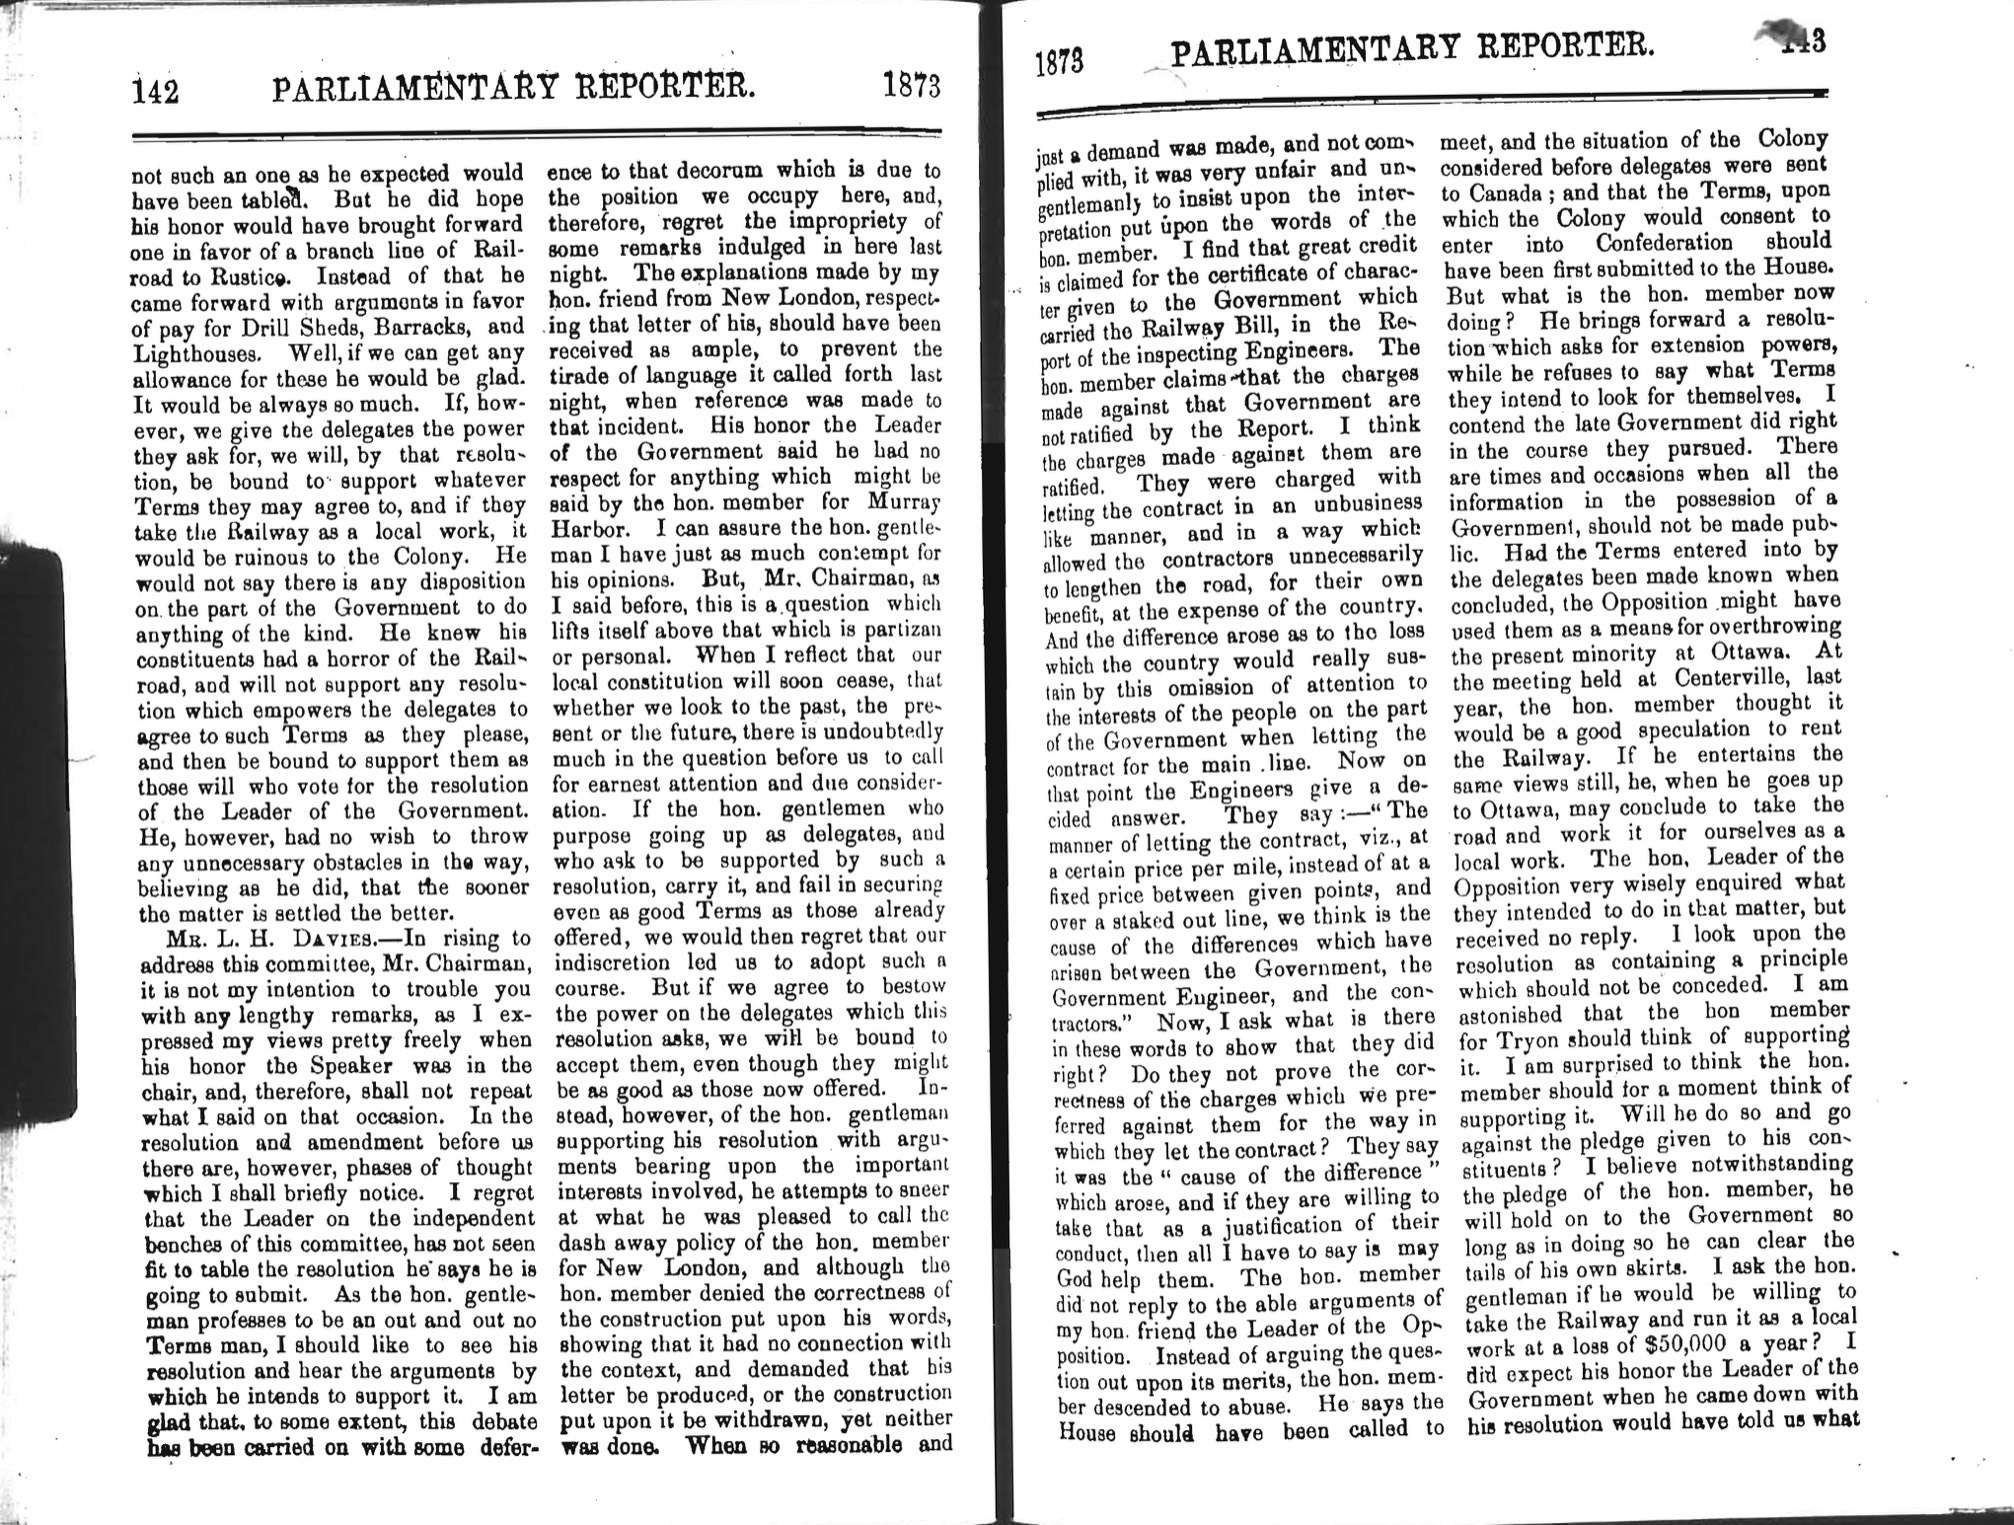 142 PARLIAMENTARY REPORTER. 1873
not such an one as he expected would
have been tabled. But he did hope
his honor would have brought forward
one in favor of a branch line of Rail-
road to Rustico. Instead of that he
came forward with arguments in favor
of pay for Drill Sheds, Barracks, and
Lighthouses. Well, if we can get any
allowance for these he would be glad.
It would be always so much. If, how-
ever, we give the delegates the power
they ask for, we will, by that resolu-
tion, be bound to support whatever
Terms they may agree to, and if they
take the Railway as a local work, it
would be ruinous to the Colony. He
would not say there is any disposition
on the part of the Government to do
anything of the kind. He knew his
constituents had a horror of the Rail-
road, and will not support any resolu-
tion which empowers the delegates to
agree to such Terms as they please,
and then be bound to support them as
those will who vote for the resolution
of the Leader of the Government.
He, however, had no wish to throw
any unnecessary obstacles in the way,
believing as he did, that the sooner
the matter is settled the better.
MR. L. H. DAVIES.—In rising to
address this committee, Mr. Chairman,
it is not my intention to trouble you
with any lengthy remarks, as I ex-
pressed my views pretty freely when
his honor the Speaker was in the
chair, and, therefore, shall not repeat
what I said on that occasion. In the
resolution and amendment before us
there are, however, phases of thought
which I shall briefly notice. I regret
that the Leader on the independent
benches of this committee, has not seen
fit to table the resolution he says he is
going to submit. As the hon. gentle-
man professes to be an out and out no
Terms man, I should like to see his
resolution and hear the arguments by
which he intends to support it. I am
glad that, to some extent, this debate
has been carried on with some defer-
ence to that decorum which is due to
the position we occupy here, and,
therefore, regret the impropriety of
some remarks indulged in here last
night. The explanations made by my
hon. friend from New London, respect-
ing that letter of his, should have been
received as ample, to prevent the
tirade of language it called forth last
night, when reference was made to
that incident. His honor the Leader
of the Government said he had no
respect for anything which might be
said by the hon. member for Murray
Harbor. I can assure the hon. gentle-
man I have just as much contempt for
his opinions. But, Mr. Chairman, as
I said before, this is a question which
lifts itself above that which is partizan
or personal. When I reflect that our
local constitution will soon cease, that
whether we look to the past, the pre-
sent or the future, there is undoubtedly
much in the question before us to call
for earnest attention and due consider-
ation. If the hon. gentlemen who
purpose going up as delegates, and
who ask to be supported by such a
resolution, carry it, and fail in securing
even as good Terms as those already
offered, we would then regret that our
indiscretion led us to adopt such a
course. But if we agree to bestow
the power on the delegates which this
resolution asks, we will be bound to
accept them, even though they might
be as good as those now offered. In-
stead, however, of the hon. gentleman
supporting his resolution with argu-
ments bearing upon the important
interests involved, he attempts to sneer
at what he was pleased to call the
dash away policy of the hon. member
for New London, and although the
hon. member denied the correctness of
the construction put upon his words,
showing that it had no connection with
the context, and demanded that his
letter be produced, or the construction
put upon it be withdrawn, yet neither
was done. When so reasonable and
1873 PARLIAMENTARY REPORTER. 143
just a demand was made, and not com-
plied with, it was very unfair and un-
gentlemanly to insist upon the inter-
pretation put upon the words of the
hon. member. I find that great credit
is claimed for the certificate of charac-
ter given to the Government which
carried the Railway Bill, in the Re-
port of the inspecting Engineers. The
hon. member claims that the charges
made against that Government are
not ratified by the Report. I think
the charges made against them are
ratified. They were charged with
letting the contract in an unbusiness
like manner, and in a way which
allowed the contractors unnecessarily
to lengthen the road, for their own
benefit, at the expense of the country.
And the difference arose as to the loss
which the country would really sus-
tain by this omission of attention to
the interests of the people on the part
of the Government when letting the
contract for the main line. Now on
that point the Engineers give a de-
cided answer. They say:—“The
manner of letting the contract, viz., at
a certain price per mile, instead of at a
fixed price between given points, and
over a staked out line, we think is the
cause of the differences which have
arisen between the Government, the
Government Engineer, and the con-
tractors.” Now, I ask what is there
in these words to show that they did
right? Do they not prove the cor-
rectness of the charges which we pre-
ferred against them for the way in
which they let the contract? They say
it was the “cause of the difference”
which arose, and if they are willing to
take that as a justification of their
conduct, then all I have to say is may
God help them. The hon. member
did not reply to the able arguments of
my hon. friend the Leader of the Op-
position. Instead of arguing the ques-
tion out upon its merits, the hon. mem-
ber descended to abuse. He says the
House should have been called to
meet, and the situation of the Colony
considered before delegates were sent
to Canada; and that the Terms, upon
which the Colony would consent to
enter into Confederation should
have been first submitted to the House.
But what is the hon. member now
doing? He brings forward a resolu-
tion which asks for extension powers,
while he refuses to say what Terms
they intend to look for themselves. I
contend the late Government did right
in the course they pursued. There
are times and occasions when all the
information in the possession of a
Government, should not be made pub-
lic. Had the Terms entered into by
the delegates been made known when
concluded, the Opposition might have
used them as a means for overthrowing
the present minority at Ottawa. At
the meeting held at Centerville, last
year, the hon. member thought it
would be a good speculation to rent
the Railway. If he entertains the
same views still, he, when he goes up
to Ottawa, may conclude to take the
road and work it for ourselves as a
local work. The hon. Leader of the
Opposition very wisely enquired what
they intended to do in that matter, but
received no reply. I look upon the
resolution as containing a principle
which should not be conceded. I am
astonished that the hon member
for Tryon should think of supporting
it. I am surprised to think the hon.
member should for a moment think of
supporting it. Will he do so and go
against the pledge given to his con-
stituents? I believe notwithstanding
the pledge of the hon. member, he
will hold on to the Government so
long as in doing so he can clear the
tails of his own skirts. I ask the hon.
gentleman if he would be willing to
take the Railway and run it as a local
work at a loss of $50,000 a year? I
did expect his honor the Leader of the
Government when he came down with
his resolution would have told us what